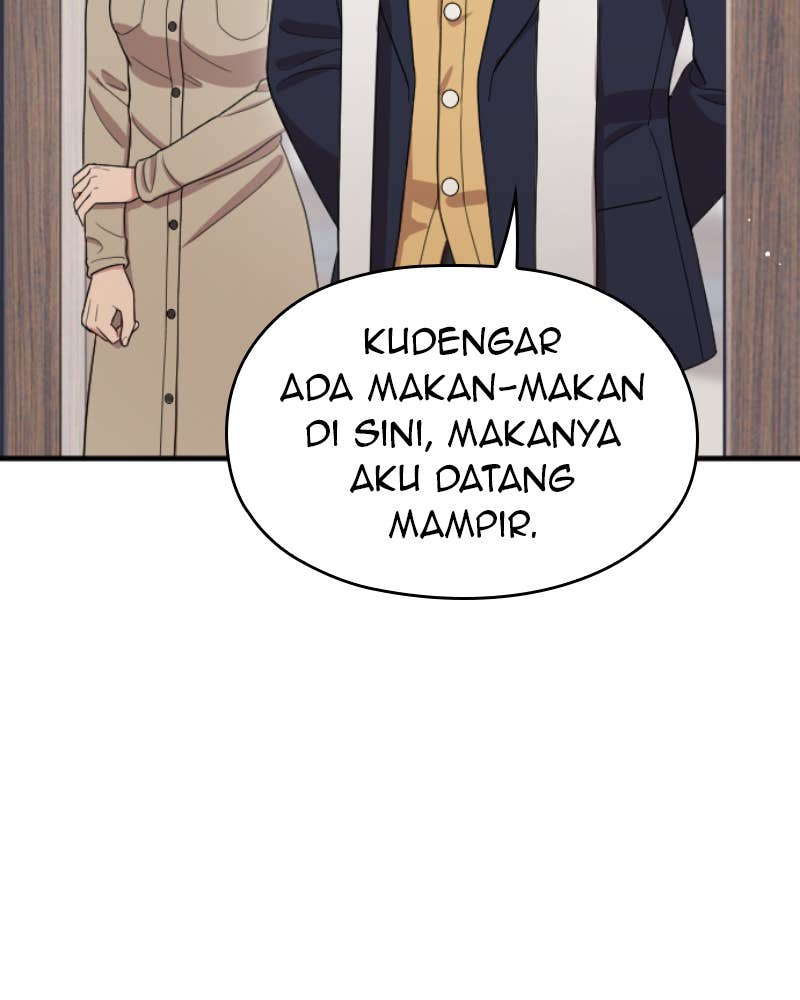 KUDENGAR
ADA MAKAN-MAKAN
DI SINI, MAKANYA
AKU DATANG
MAMPIR.